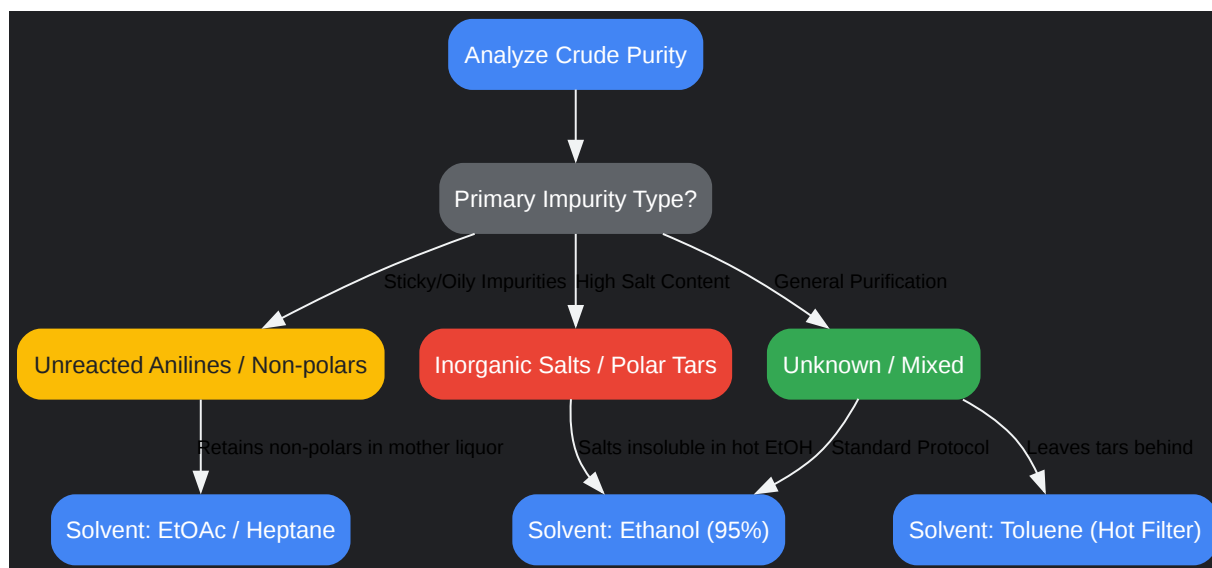 Analyze Crude Purity
Primary Impurity Type?
Sticky/Oily Impurities
High Salt Content
General Purification
Unreacted Anilines / Non-polars
Inorganic Salts / Polar Tars
Unknown / Mixed
Retains non-polars in mother liquor
Salts insoluble in hot EtOH
Standard Protocol
Leaves tars behind
Solvent: EtOAc / Heptane
Solvent: Ethanol (95%)
Solvent: Toluene (Hot Filter)